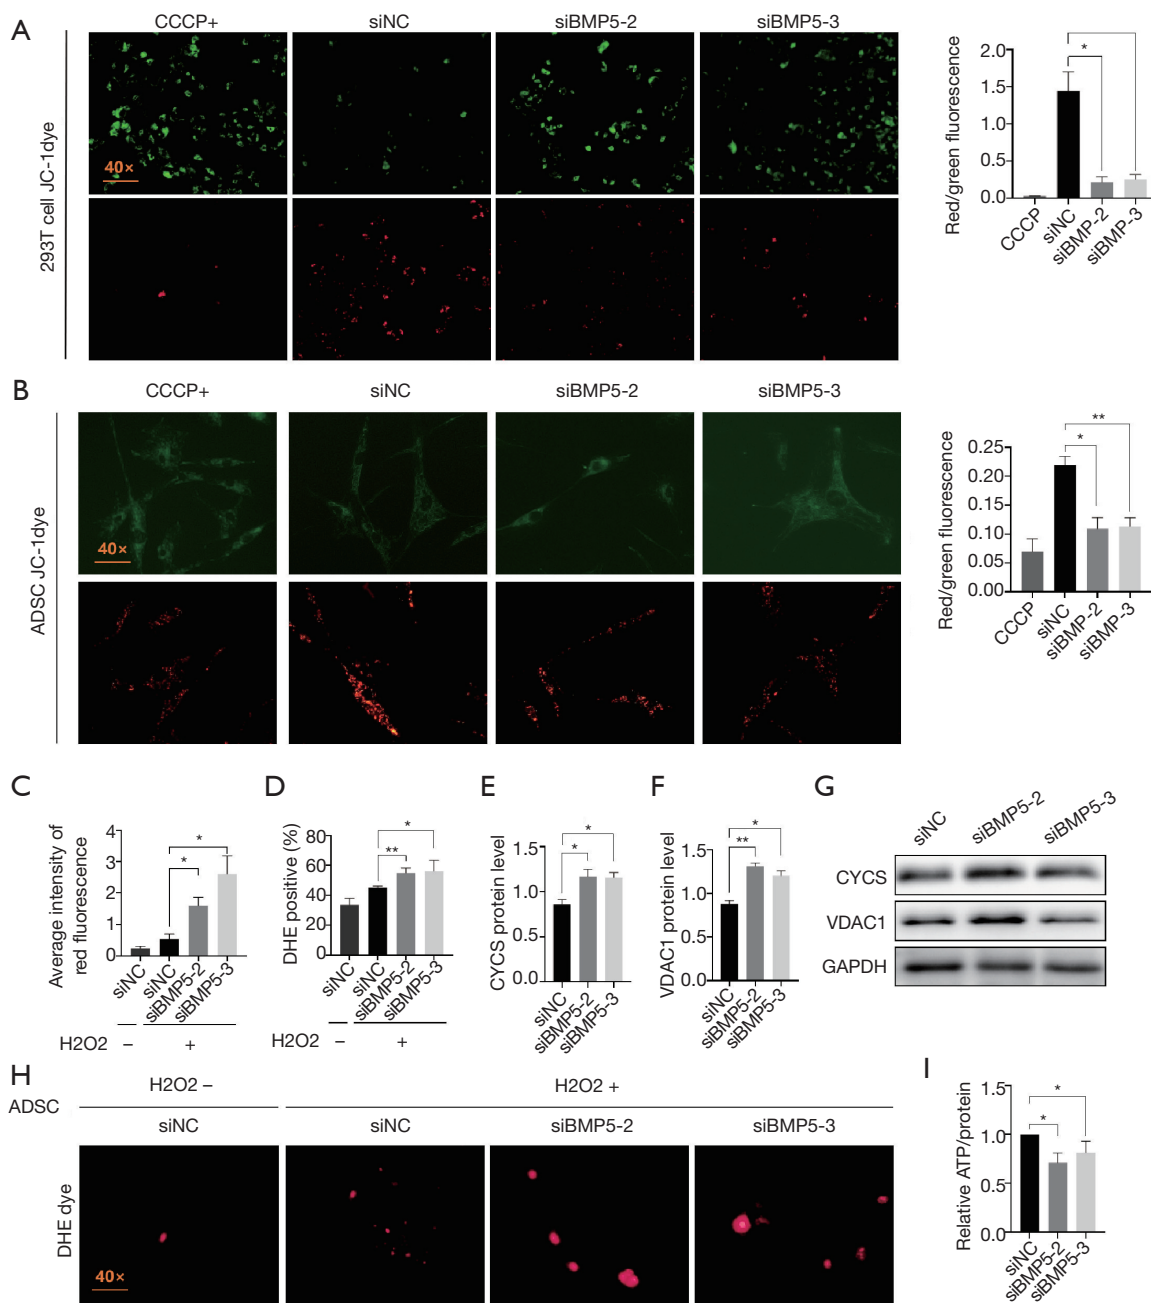 A
CCCP+
siNC
siBMP5-2
siBMP5-3
293T cell JC-1dye
40×
Red/green fluorescence
2.0
1.5
1.0
0.5
0.0
*
CCCP
siNC
siBMP-2
siBMP-3
B
CCCP+
siNC
siBMP5-2
siBMP5-3
ADSC JC-1dye
40×
Red/green fluorescence
0.25
0.20
0.15
0.10
0.05
0.00
**
*
CCCP
siNC
siBMP-2
siBMP-3
C
Average intensity of
red fluorescence
4
3
2
1
0
*
*
siNC
siNC
siBMP5-2
siBMP5-3
H2O2
–
+
D
DHE positive (%)
80
60
40
20
0
*
**
siNC
siNC
siBMP5-2
siBMP5-3
H2O2
–
+
E
CYCS protein level
1.5
1.0
0.5
0.0
*
*
siNC
siBMP5-2
siBMP5-3
F
VDAC1 protein level
1.5
1.0
0.5
0.0
*
**
siNC
siBMP5-2
siBMP5-3
G
siNC
siBMP5-2
siBMP5-3
CYCS
VDAC1
GAPDH
H
ADSC
H2O2 –
H2O2 +
siNC
siNC
siBMP5-2
siBMP5-3
DHE dye
40×
I
Relative ATP/protein
1.5
1.0
0.5
0.0
*
*
siNC
siBMP5-2
siBMP5-3